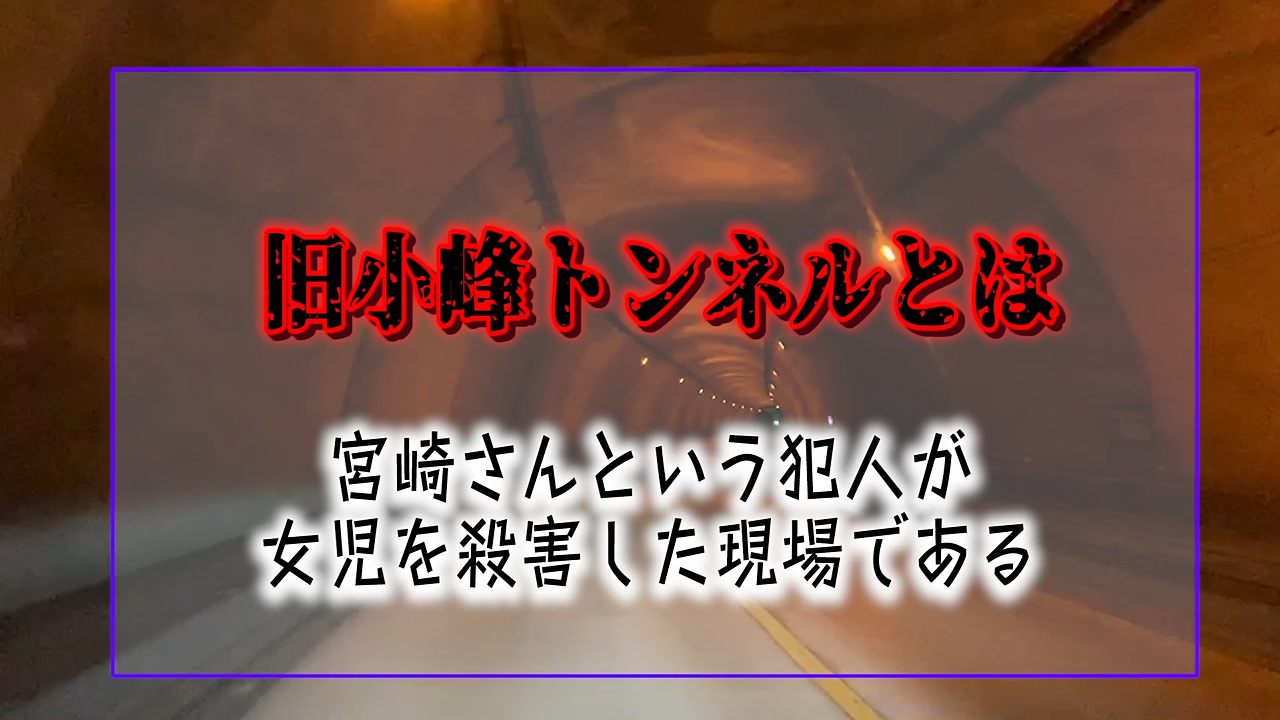 旧小峰トンネルとは
宮崎さんという犯人が
女児を殺害した現場である